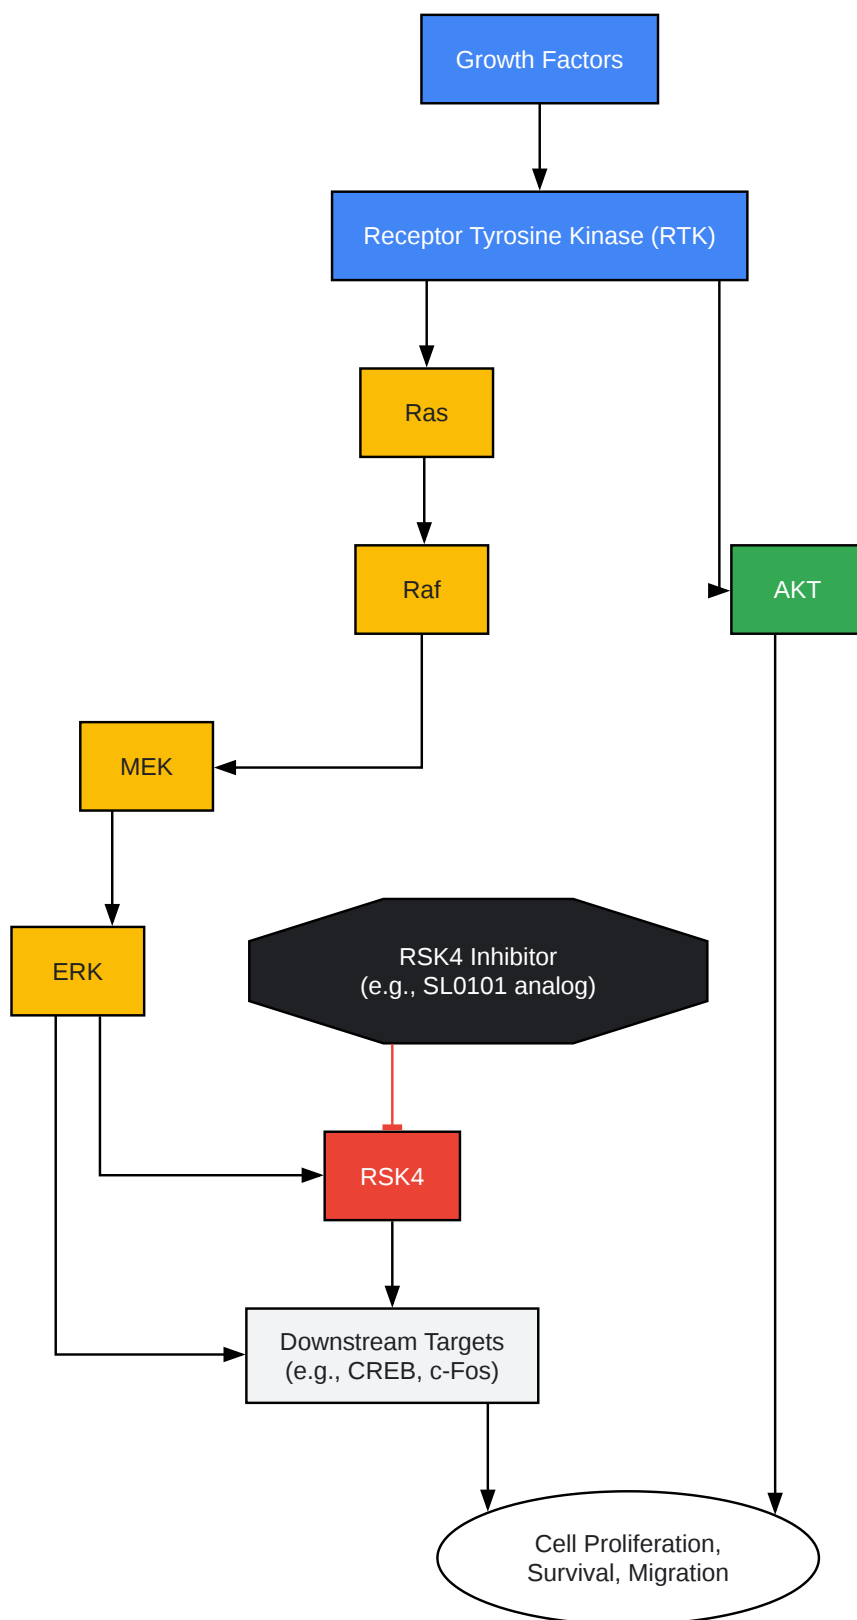 Growth Factors
Receptor Tyrosine Kinase (RTK)
Ras
Raf
AKT
MEK
ERK
RSK4 Inhibitor
(e.g., SL0101 analog)
RSK4
Downstream Targets
(e.g., CREB, c-Fos)
Cell Proliferation,
Survival, Migration